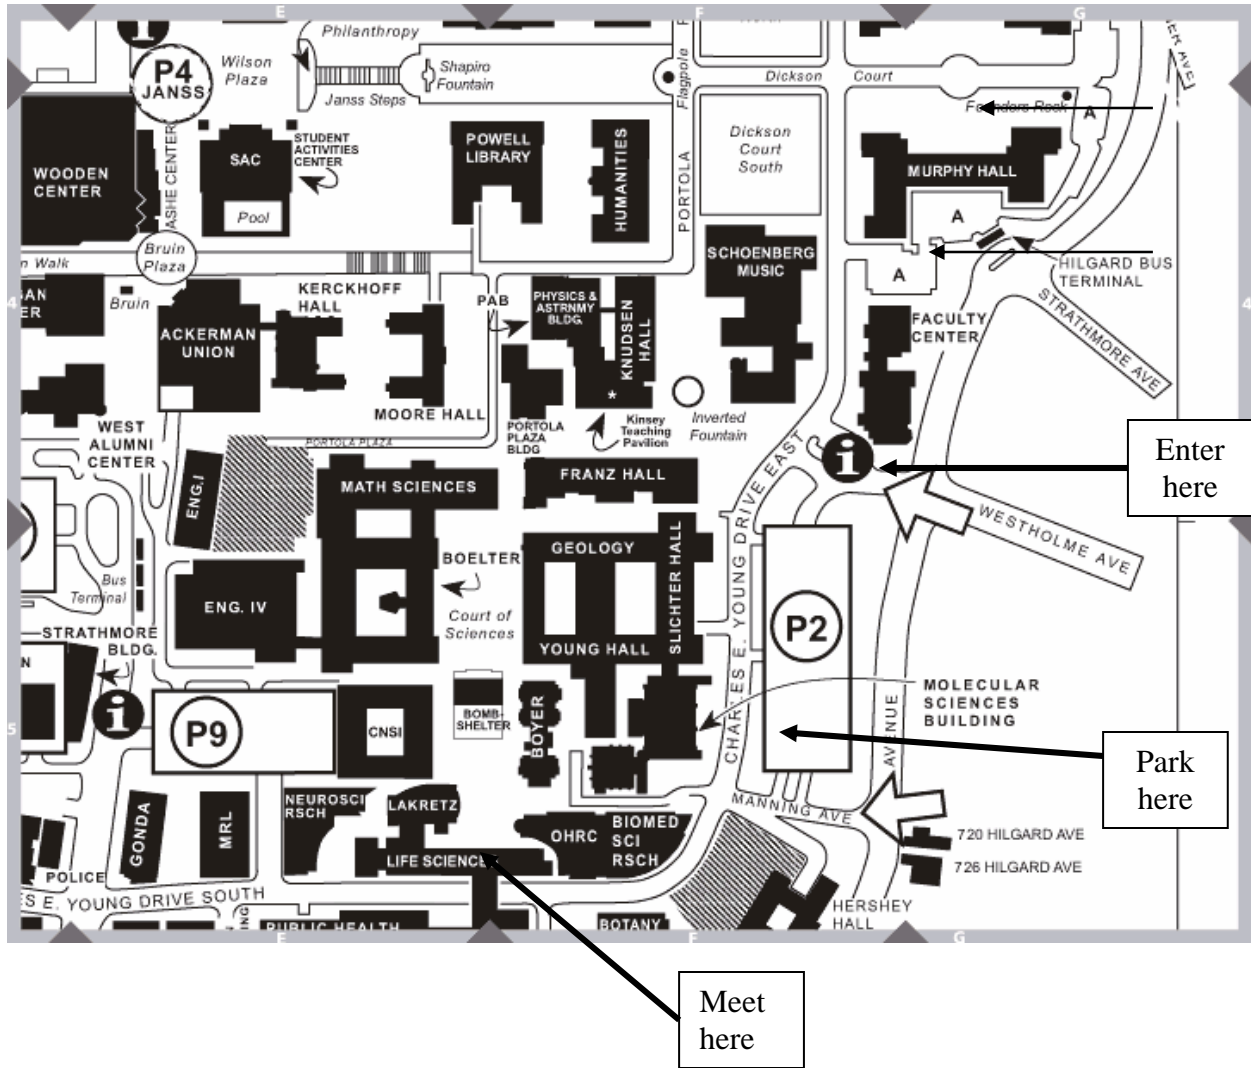 E
F
G
Philanthropy
Wilson
Plaza
P4
JANSS
Shapiro
Fountain
Janss Steps
Flagpole
Dickson
Court
Founders Rock
A
WOODEN
CENTER
ASHE CENTER
SAC
Pool
STUDENT
ACTIVITIES
CENTER
POWELL
LIBRARY
HUMANITIES
PORTOLA
Dickson
Court
South
MURPHY HALL
A
A
HILGARD BUS
TERMINAL
STRATHMORE AVE
n Walk
Bruin
Plaza
Bruin
4
4
ACKERMAN
UNION
KERCKHOFF
HALL
MOORE HALL
PAB
PHYSICS &
ASTRNMY
BLDG.
KNUDSEN
HALL
*
SCHOENBERG
MUSIC
FACULTY
CENTER
WEST
ALUMNI
CENTER
PORTOLA PLAZA
PORTOLA
PLAZA
BLDG
Kinsey
Teaching
Pavilion
Inverted
Fountain
i
Enter
here
WESTHOLME AVE
ENG.I
MATH SCIENCES
FRANZ HALL
CHARLES E. YOUNG DRIVE EAST
BOELTER
GEOLOGY
SLICHTER HALL
YOUNG HALL
P2
Bus
Terminal
ENG. IV
Court of
Sciences
STRATHMORE
BLDG.
N
i
5
5
P9
CNSI
BOMB-
SHELTER
BOYER
MOLECULAR
SCIENCES
BUILDING
AVENUE
Park
here
MANNING AVE
GONDA
MRL
NEUROSCI
RSCH
LAKRETZ
LIFE SCIENC
OHRC
BIOMED
SCI
RSCH
720 HILGARD AVE
726 HILGARD AVE
POLICE
ES E. YOUNG DRIVE SOUTH
PUBLIC HEALTH
BOTANY
HERSHEY
HALL
E
F
G
Meet
here